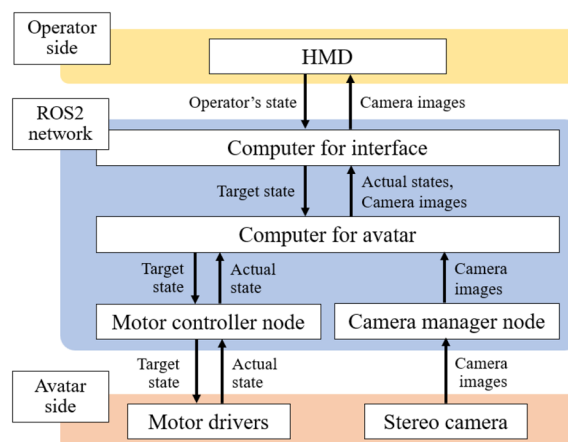 Operator
side
HMD
Operator's state
Camera images
ROS2
network
Computer for interface
Target state
Actual states,
Camera images
Computer for avatar
Target
state
Actual
state
Camera
images
Motor controller node
Camera manager node
Target
state
Actual
state
Camera
images
Avatar
side
Motor drivers
Stereo camera